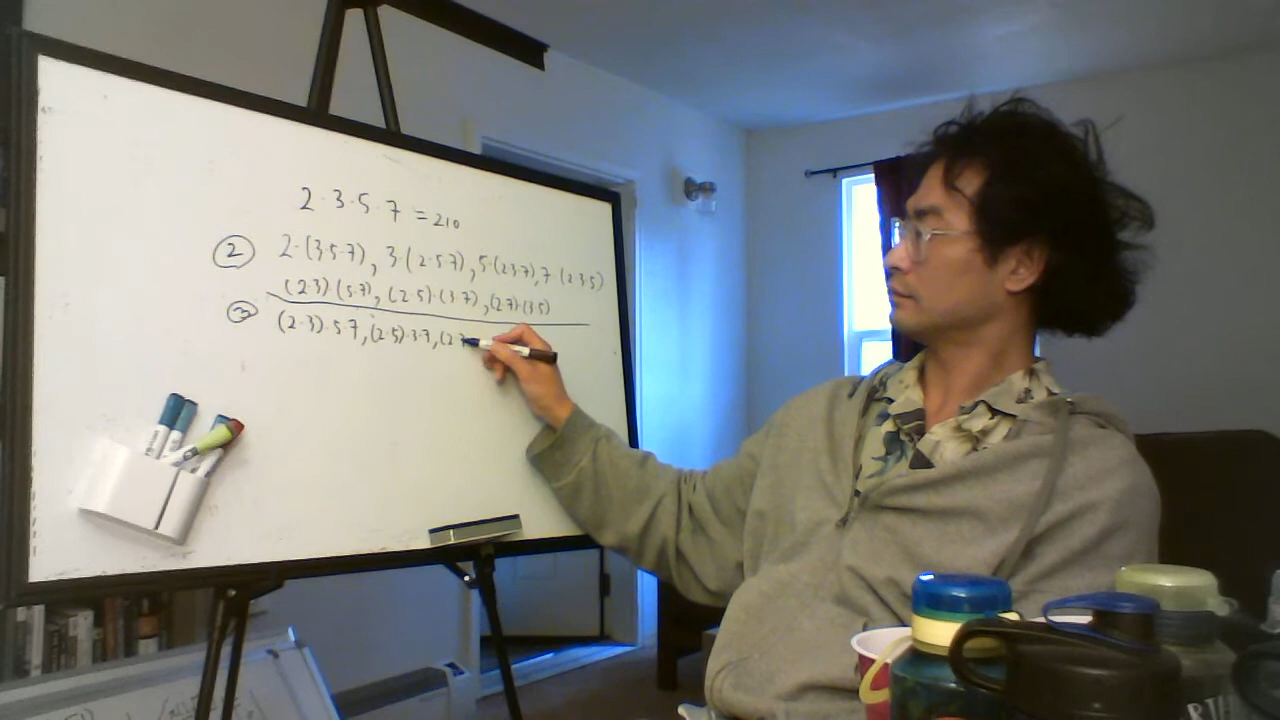 2·3·5·7 = 210
② 2·(3·5·7), 3·(2·5·7), 5·(2·3·7), 7·(2·3·5)
(2·3)(5·7), (2·5)·(3·7), (2·7)·(3·5)
③ (2·3)·5·7, (2·5)·3·7, (2·7